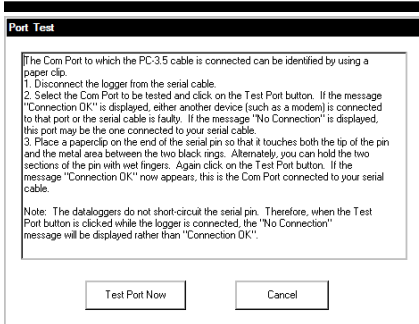 Port Test
The Com Port to which the PC-3.5 cable is connected can be identified by using a
paper clip.
1. Disconnect the logger from the serial cable.
2. Select the Com Port to be tested and click on the Test Port button.  If the message
"Connection OK" is displayed, either another device (such as a modem) is connected
to that port or the serial cable is faulty.  If the message "No Connection" is displayed,
this port may be the one connected to your serial cable.
3. Place a paperclip on the end of the serial pin so that it touches both the tip of the pin
and the metal area between the two black rings.  Alternately, you can hold the two
sections of the pin with wet fingers.  Again click on the Test Port button.  If the
message "Connection OK" now appears, this is the Com Port connected to your serial
cable.
Note:  The dataloggers do not short-circuit the serial pin.  Therefore, when the Test
Port button is clicked while the logger is connected, the "No Connection"
message will be displayed rather than "Connection OK".
Test Port Now
Cancel